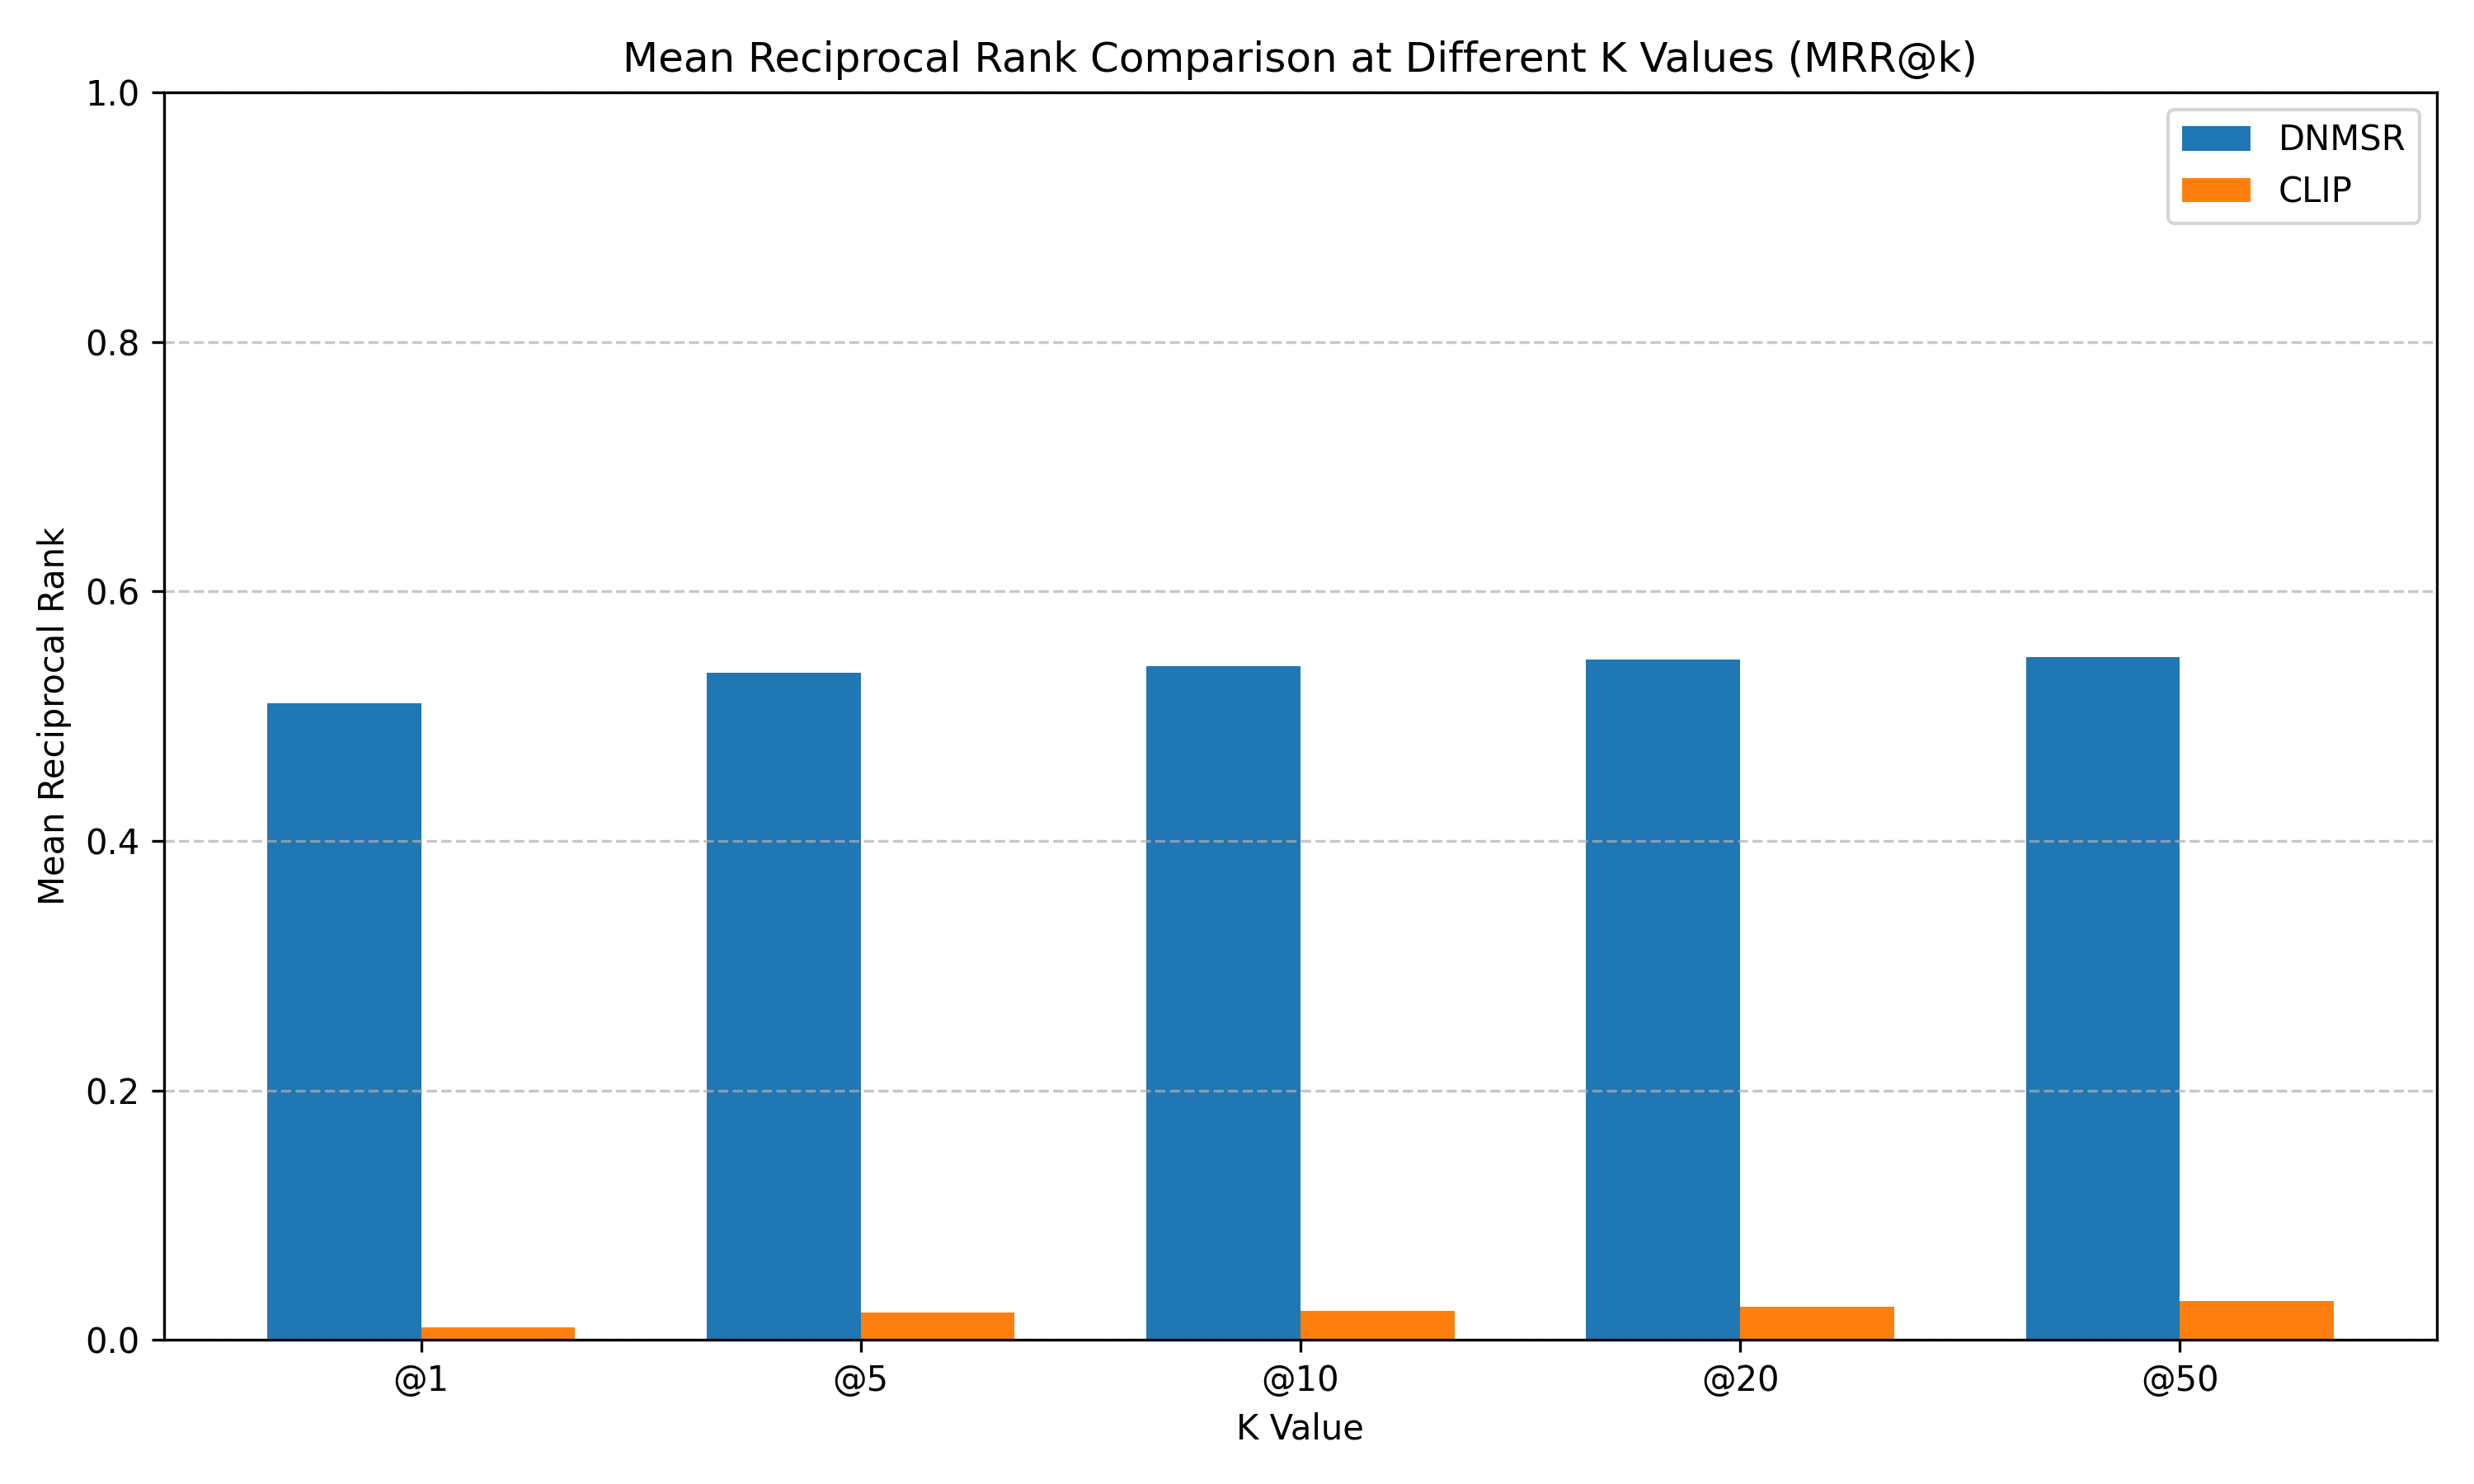 Mean Reciprocal Rank Comparison at Different K Values (MRR@k)
1.0
0.8
0.6
0.4
0.2
0.0
Mean Reciprocal Rank
DNMSR
CLIP
@1
@5
@10
@20
@50
K Value